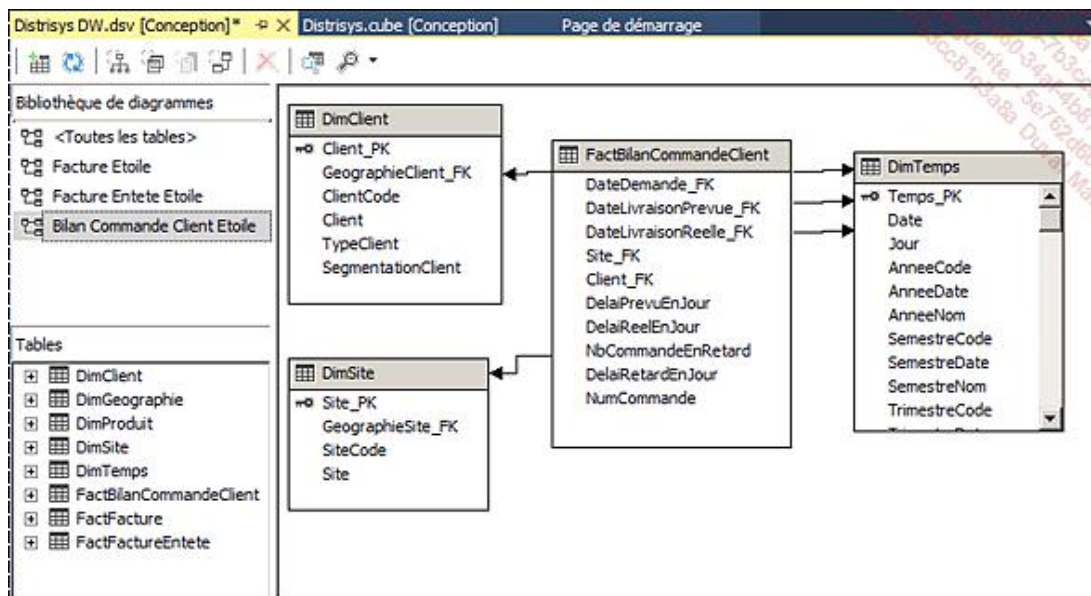 Distrisys DW.dsv [Conception]*
Distrisys.cube [Conception]
Page de démarrage
Bibliothèque de diagrammes
<Toutes les tables>
Facture Etoile
Facture Entete Etoile
Bilan Commande Client Etoile
Tables
DimClient
DimGeographie
DimProduit
DimSite
DimTemps
FactBilanCommandeClient
FactFacture
FactFactureEntete
DimClient
Client_PK
GeographieClient_FK
ClientCode
Client
TypeClient
SegmentationClient
DimSite
Site_PK
GeographieSite_FK
SiteCode
Site
FactBilanCommandeClient
DateDemande_FK
DateLivraisonPrevue_FK
DateLivraisonReelle_FK
Site_FK
Client_FK
DelaiPrevuEnJour
DelaiReelEnJour
NbCommandeEnRetard
DelaiRetardEnJour
NumCommande
DimTemps
Temps_PK
Date
Jour
AnneeCode
AnneeDate
AnneeNom
SemestreCode
SemestreDate
SemestreNom
TrimestreCode